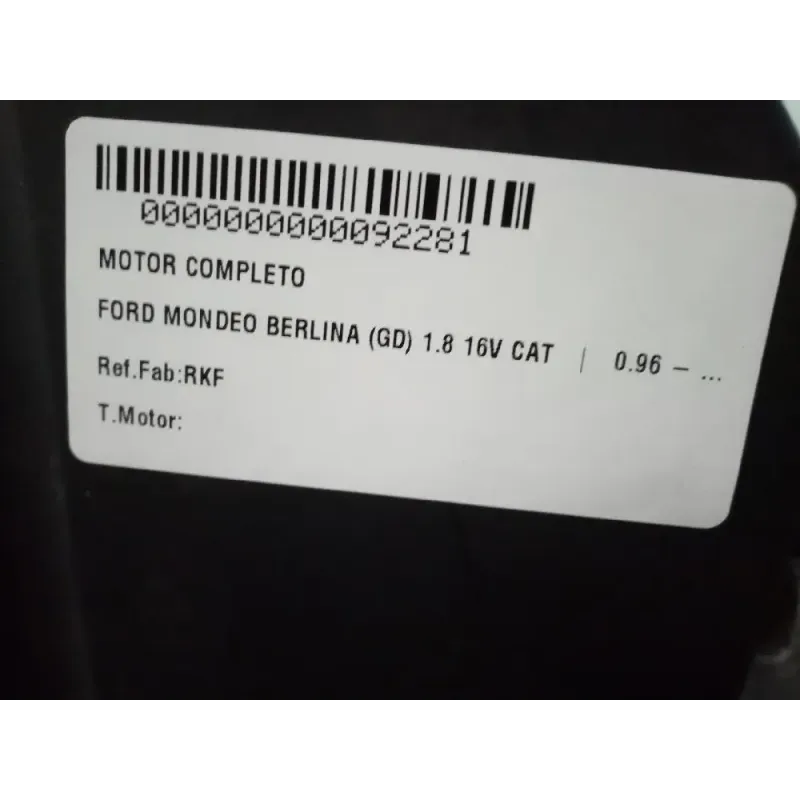 0000000000092281
MOTOR COMPLETO
FORD MONDEO BERLINA (GD) 1.8 16V CAT | 0.96 – ...
Ref.Fab:RKF
T.Motor: